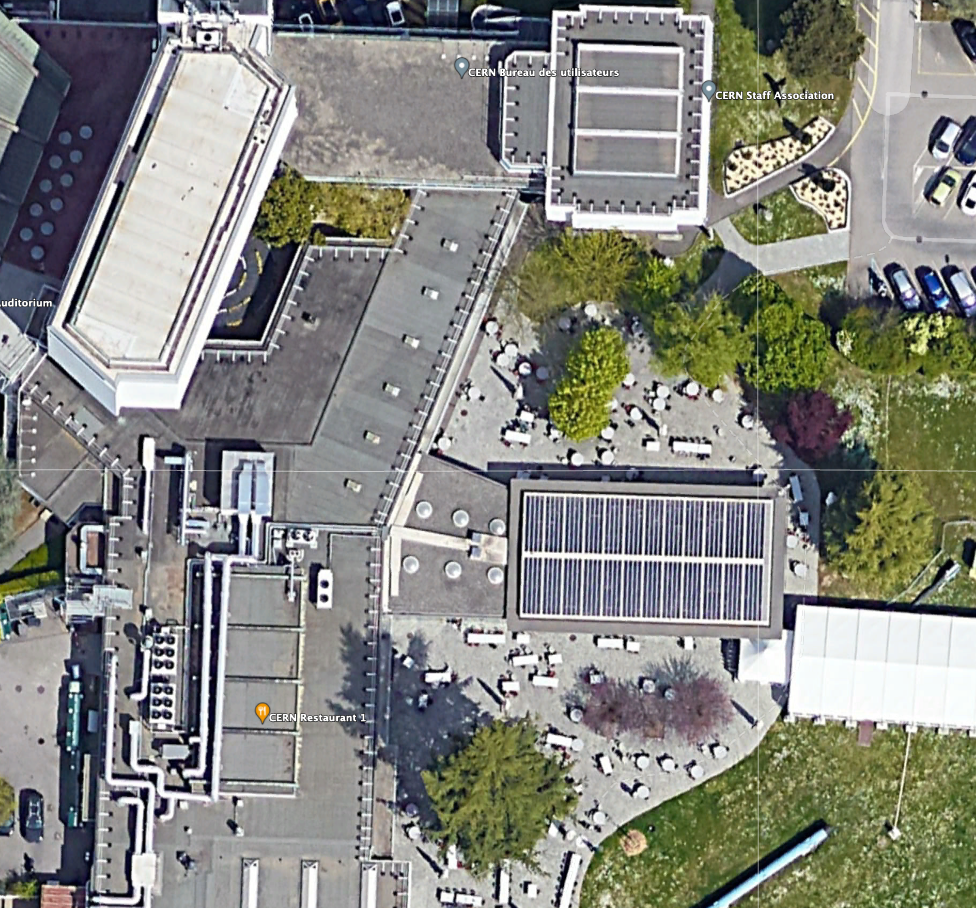 CERN Bureau des utilisateurs
CERN Staff Association
uditorium
CERN Restaurant 1